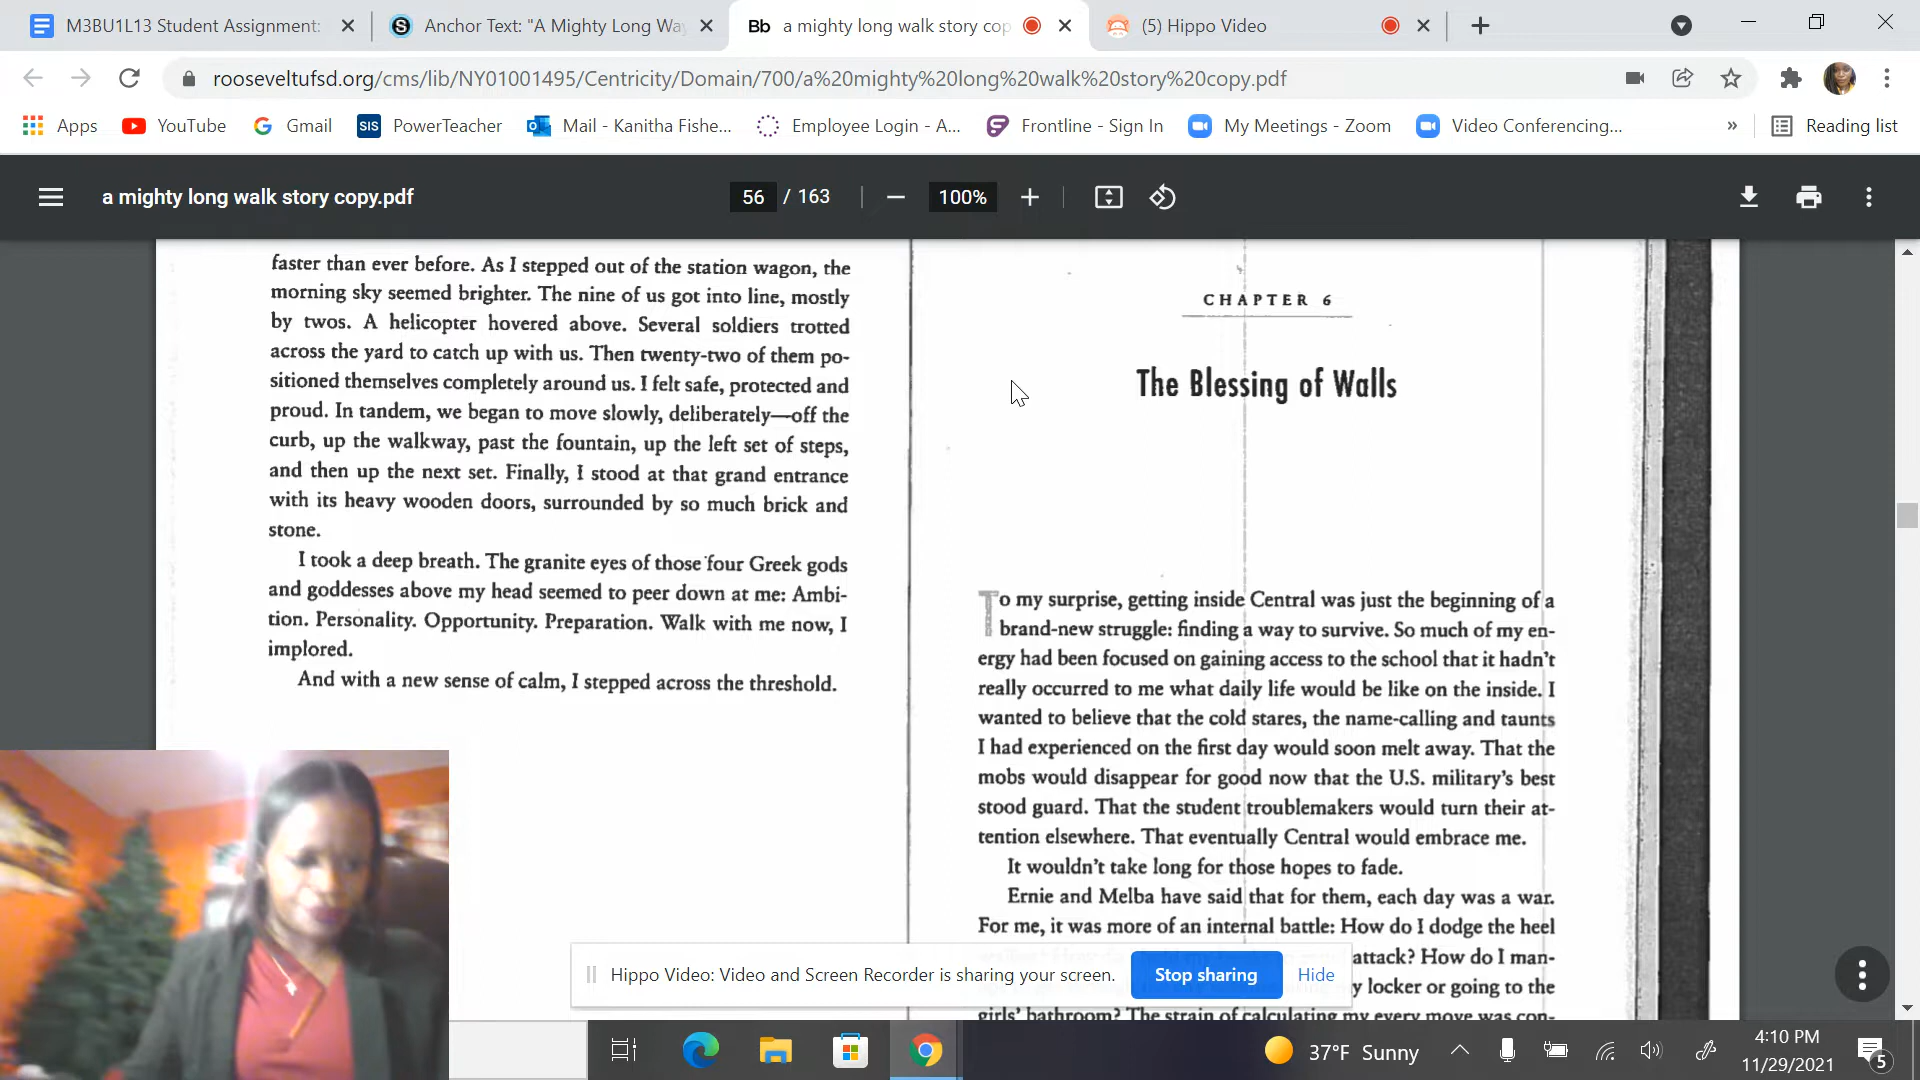 M3BU1L13 Student Assignment:
Anchor Text: "A Mighty Long Way
Bb a mighty long walk story cop
(5) Hippo Video
rooseveltufsd.org/cms/lib/NY01001495/Centricity/Domain/700/a%20mighty%20long%20walk%20story%20copy.pdf
Apps YouTube Gmail SIS PowerTeacher Mail - Kanitha Fishe... Employee Login - A... Frontline - Sign In My Meetings - Zoom Video Conferencing... » Reading list
a mighty long walk story copy.pdf 56 / 163 100%
faster than ever before. As I stepped out of the station wagon, the
morning sky seemed brighter. The nine of us got into line, mostly
by twos. A helicopter hovered above. Several soldiers trotted
across the yard to catch up with us. Then twenty-two of them po-
sitioned themselves completely around us. I felt safe, protected and
proud. In tandem, we began to move slowly, deliberately—off the
curb, up the walkway, past the fountain, up the left set of steps,
and then up the next set. Finally, I stood at that grand entrance
with its heavy wooden doors, surrounded by so much brick and
stone.
I took a deep breath. The granite eyes of those four Greek gods
and goddesses above my head seemed to peer down at me: Ambi-
tion. Personality. Opportunity. Preparation. Walk with me now, I
implored.
And with a new sense of calm, I stepped across the threshold.
CHAPTER 6
The Blessing of Walls
To my surprise, getting inside Central was just the beginning of a
brand-new struggle: finding a way to survive. So much of my en-
ergy had been focused on gaining access to the school that it hadn't
really occurred to me what daily life would be like on the inside. I
wanted to believe that the cold stares, the name-calling and taunts
I had experienced on the first day would soon melt away. That the
mobs would disappear for good now that the U.S. military's best
stood guard. That the student troublemakers would turn their at-
tention elsewhere. That eventually Central would embrace me.
It wouldn't take long for those hopes to fade.
Ernie and Melba have said that for them, each day was a war.
For me, it was more of an internal battle: How do I dodge the heel
attack? How do I man-
y locker or going to the
girls' bathroom? The strain of calculating my every move was con-
Hippo Video: Video and Screen Recorder is sharing your screen. Stop sharing Hide
37°F Sunny
4:10 PM
11/29/2021
5